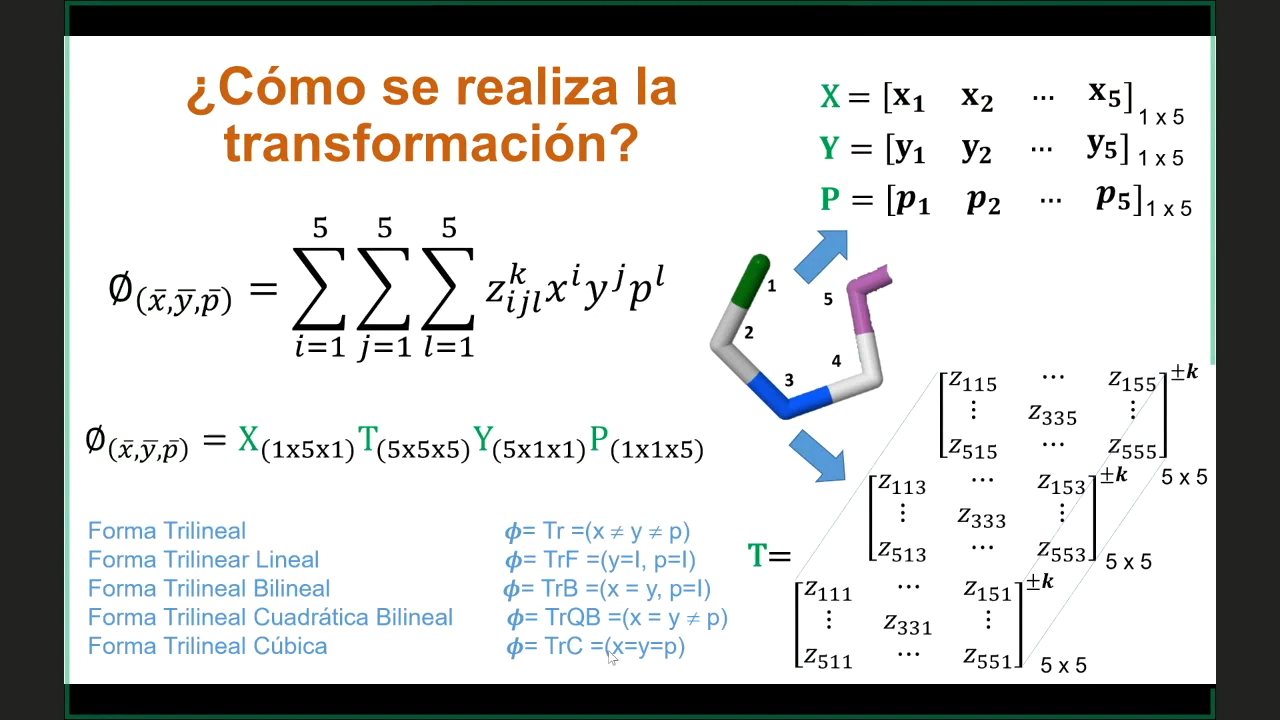 ¿Cómo se realiza la
transformación?
X = [x₁ x₂ ⋯ x₅] 1 x 5
Y = [y₁ y₂ ⋯ y₅] 1 x 5
P = [p₁ p₂ ⋯ p₅] 1 x 5
5 5 5
∅(x̄,ȳ,p̄) = ∑ ∑ ∑ zᵏᵢⱼₗ xⁱ yʲ pˡ
i=1 j=1 l=1
1
2
3
4
5
∅(x̄,ȳ,p̄) = X(1x5x1) T(5x5x5) Y(5x1x1) P(1x1x5)
Forma Trilineal 𝝓= Tr =(x ≠ y ≠ p)
Forma Trilinear Lineal 𝝓= TrF =(y=I, p=I)
Forma Trilineal Bilineal 𝝓= TrB =(x = y, p=I)
Forma Trilineal Cuadrática Bilineal 𝝓= TrQB =(x = y ≠ p)
Forma Trilineal Cúbica 𝝓= TrC =(x=y=p)
T=
z₁₁₅ ⋯ z₁₅₅ ±k
⋮ z₃₃₅ ⋮
z₅₁₅ ⋯ z₅₅₅
5 x 5
z₁₁₃ ⋯ z₁₅₃ ±k
⋮ z₃₃₃ ⋮
z₅₁₃ ⋯ z₅₅₃
5 x 5
z₁₁₁ ⋯ z₁₅₁ ±k
⋮ z₃₃₁ ⋮
z₅₁₁ ⋯ z₅₅₁
5 x 5